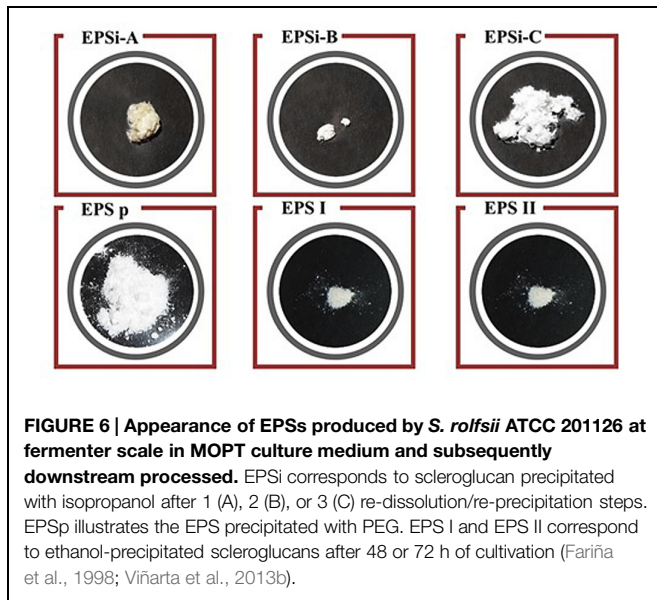 EPSi-A EPSi-B EPSi-C
EPS p EPS I EPS II
FIGURE 6 | Appearance of EPSs produced by S. rolfsii ATCC 201126 at
fermenter scale in MOPT culture medium and subsequently
downstream processed. EPSi corresponds to scleroglucan precipitated
with isopropanol after 1 (A), 2 (B), or 3 (C) re-dissolution/re-precipitation steps.
EPSp illustrates the EPS precipitated with PEG. EPS I and EPS II correspond
to ethanol-precipitated scleroglucans after 48 or 72 h of cultivation (Fariña
et al., 1998; Viñarta et al., 2013b).